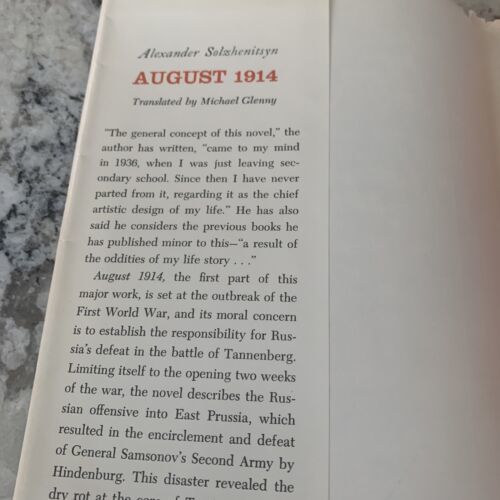 Alexander Solzhenitsyn
AUGUST 1914
Translated by Michael Glenny
"The general concept of this novel," the
author has written, "came to my mind
in 1936, when I was just leaving sec-
ondary school. Since then I have never
parted from it, regarding it as the chief
artistic design of my life." He has also
said he considers the previous books he
has published minor to this—"a result of
the oddities of my life story . . ."
August 1914, the first part of this
major work, is set at the outbreak of the
First World War, and its moral concern
is to establish the responsibility for Rus-
sia's defeat in the battle of Tannenberg.
Limiting itself to the opening two weeks
of the war, the novel describes the Rus-
sian offensive into East Prussia, which
resulted in the encirclement and defeat
of General Samsonov's Second Army by
Hindenburg. This disaster revealed the
dry rot at the